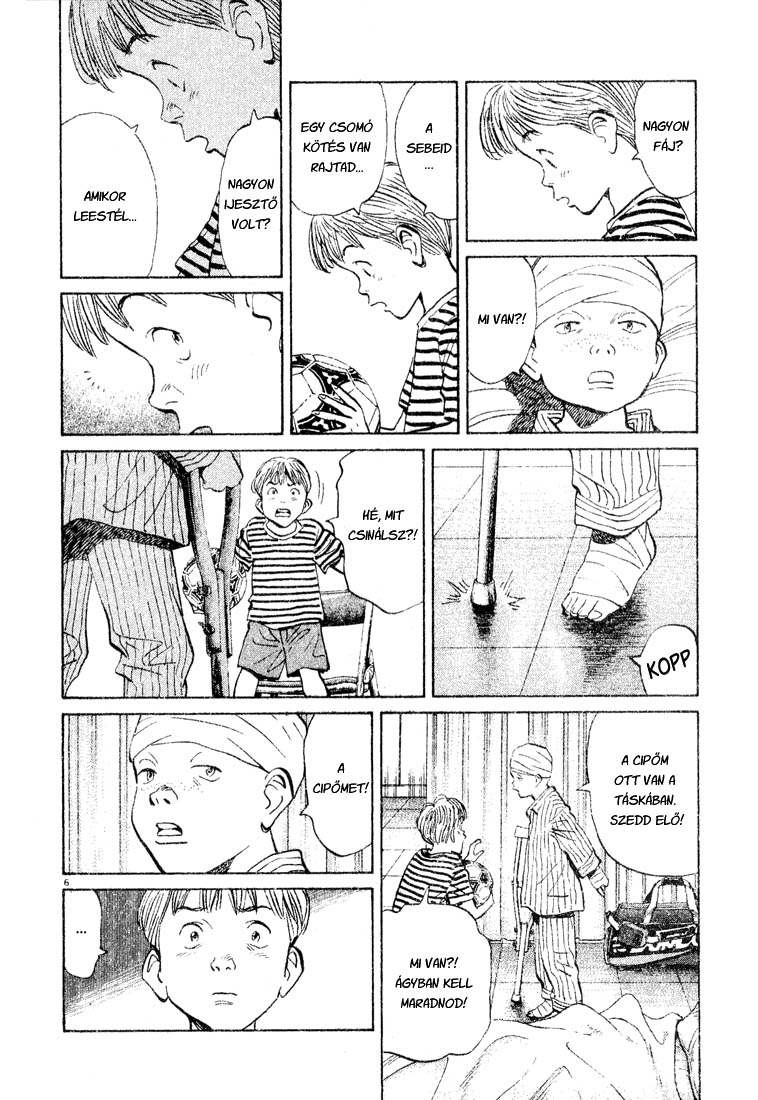 NAGYON
FÁJ?
MI VAN?!
A
SEBEID
...
EGY CSOMÓ
KÖTÉS VAN
RAJTAD...
NAGYON
IJESZTŐ
VOLT?
AMIKOR
LEESTÉL...
KOPP
HÉ, MIT
CSINÁLSZ?!
A CIPŐM
OTT VAN A
TÁSKÁBAN.
SZEDD ELŐ!
MI VAN?!
ÁGYBAN KELL
MARADNOD!
A
CIPŐMET!
...
6